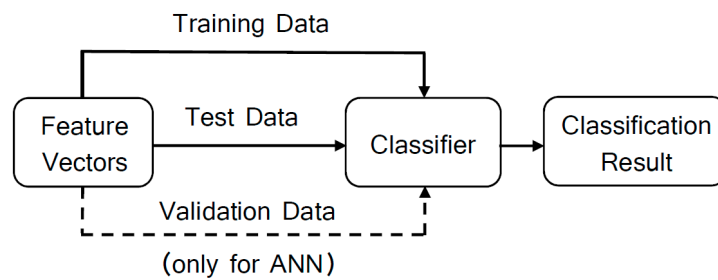 Training Data
Feature
Vectors
Test Data
Classifier
Classification
Result
Validation Data
(only for ANN)